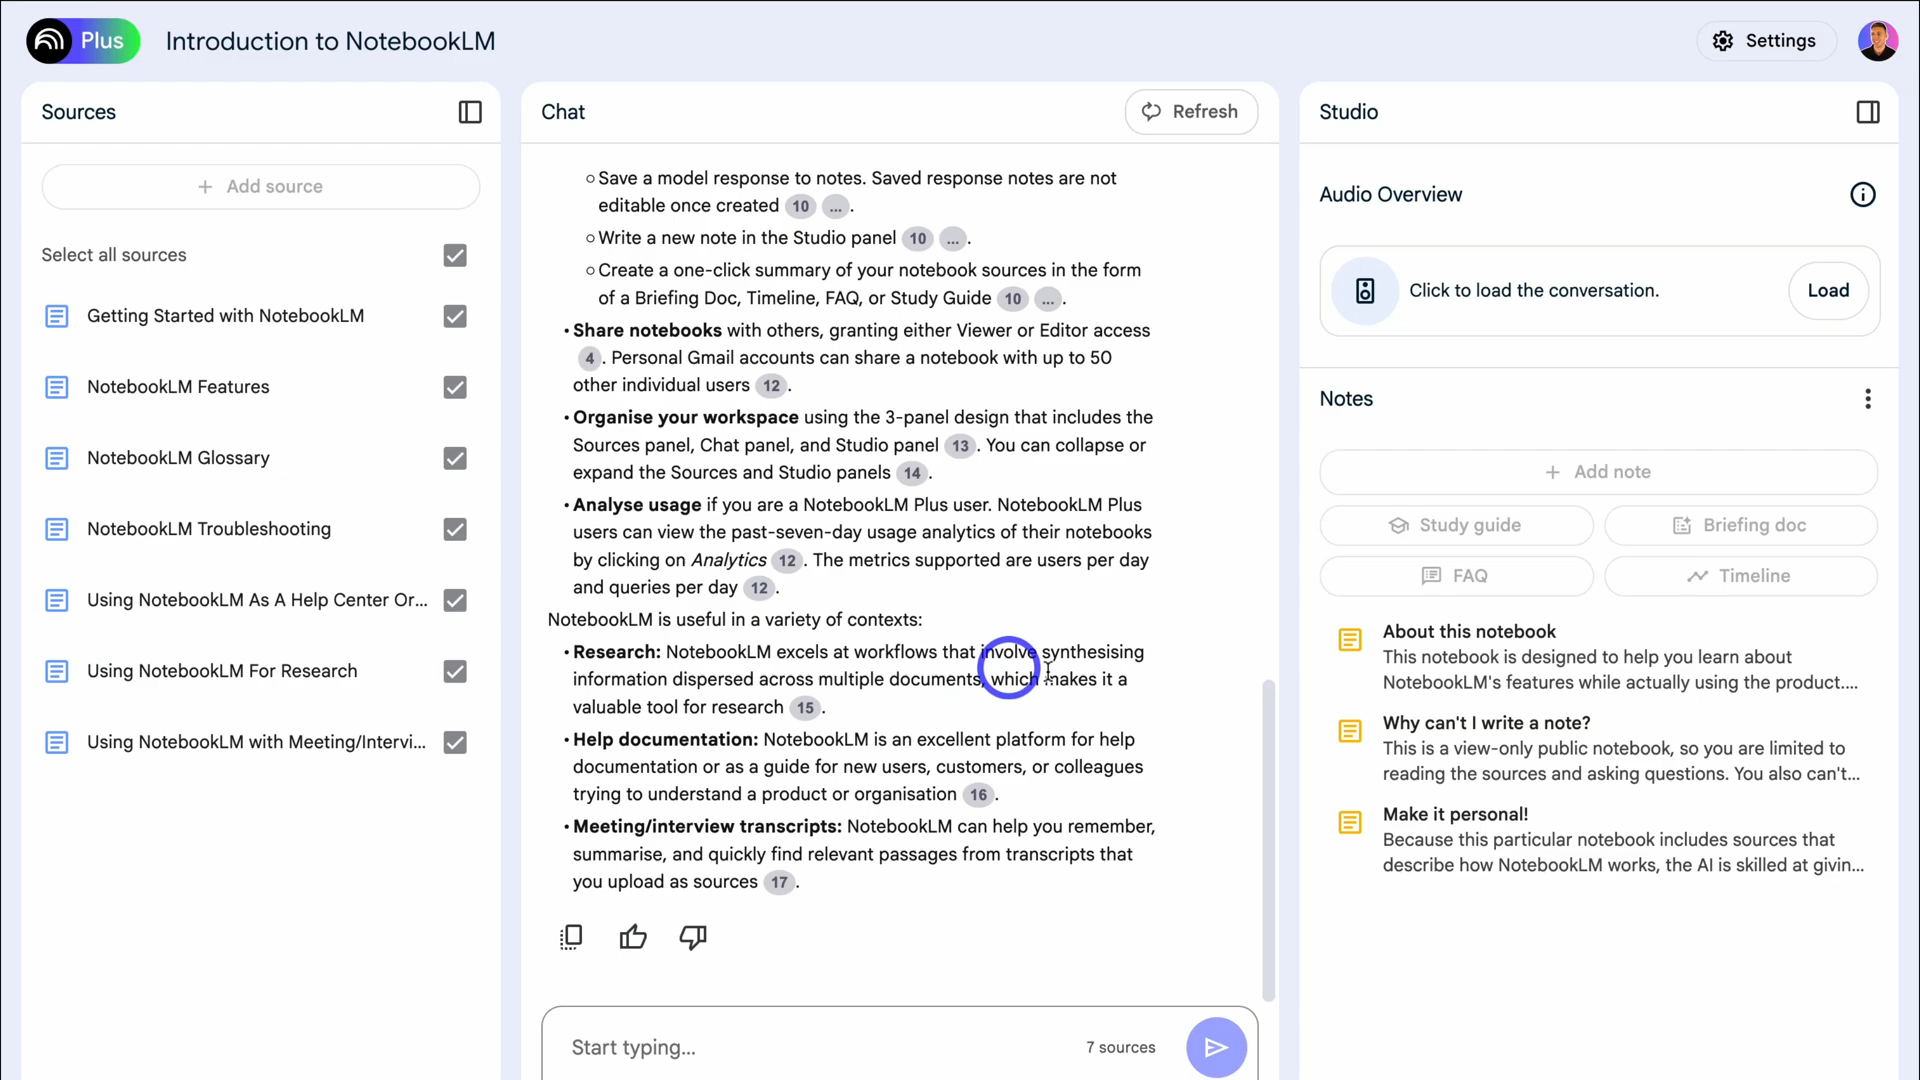 Plus
Introduction to NotebookLM
Settings
Sources
Add source
Select all sources
Getting Started with NotebookLM
NotebookLM Features
NotebookLM Glossary
NotebookLM Troubleshooting
Using NotebookLM As A Help Center Or...
Using NotebookLM For Research
Using NotebookLM with Meeting/Intervi...
Chat
Refresh
Save a model response to notes. Saved response notes are not
editable once created 10 ... .
Write a new note in the Studio panel 10 ... .
Create a one-click summary of your notebook sources in the form
of a Briefing Doc, Timeline, FAQ, or Study Guide 10 ... .
• Share notebooks with others, granting either Viewer or Editor access
4 . Personal Gmail accounts can share a notebook with up to 50
other individual users 12 .
• Organise your workspace using the 3-panel design that includes the
Sources panel, Chat panel, and Studio panel 13 . You can collapse or
expand the Sources and Studio panels 14 .
• Analyse usage if you are a NotebookLM Plus user. NotebookLM Plus
users can view the past-seven-day usage analytics of their notebooks
by clicking on Analytics 12 . The metrics supported are users per day
and queries per day 12 .
NotebookLM is useful in a variety of contexts:
• Research: NotebookLM excels at workflows that involve synthesising
information dispersed across multiple documents, which makes it a
valuable tool for research 15 .
• Help documentation: NotebookLM is an excellent platform for help
documentation or as a guide for new users, customers, or colleagues
trying to understand a product or organisation 16 .
• Meeting/interview transcripts: NotebookLM can help you remember,
summarise, and quickly find relevant passages from transcripts that
you upload as sources 17 .
Start typing...
7 sources
Studio
Audio Overview
Click to load the conversation.
Load
Notes
Add note
Study guide
Briefing doc
FAQ
Timeline
About this notebook
This notebook is designed to help you learn about
NotebookLM's features while actually using the product....
Why can't I write a note?
This is a view-only public notebook, so you are limited to
reading the sources and asking questions. You also can't...
Make it personal!
Because this particular notebook includes sources that
describe how NotebookLM works, the AI is skilled at givin...